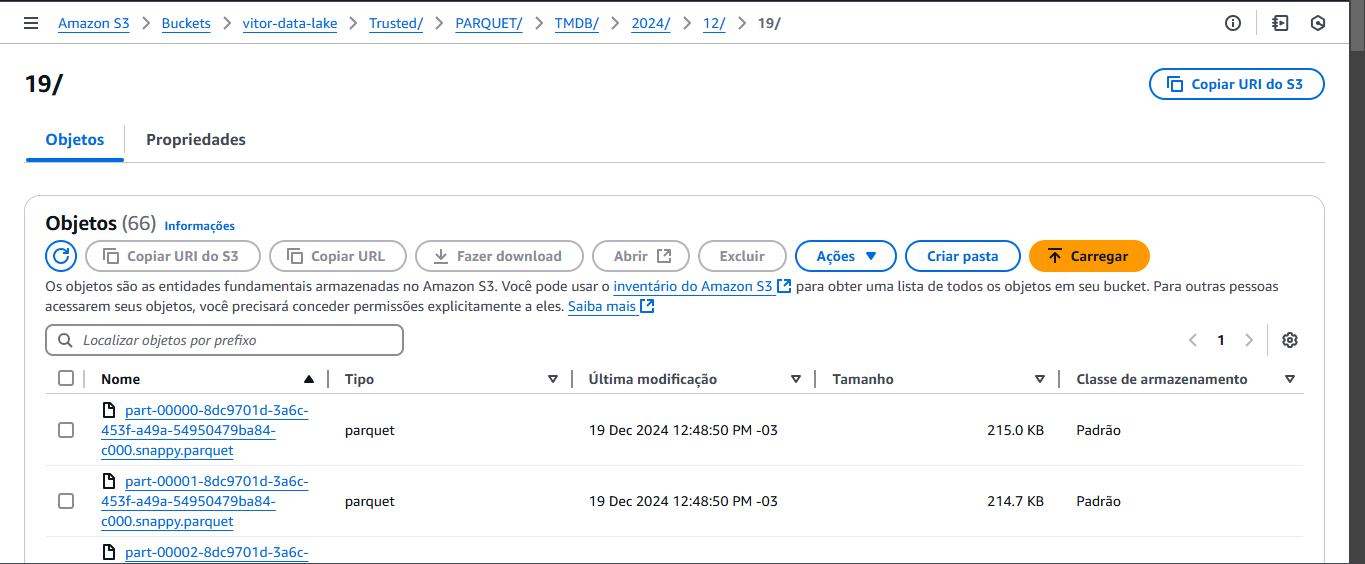 Amazon S3 > Buckets > vitor-data-lake > Trusted/ > PARQUET/ > TMDB/ > 2024/ > 12/ > 19/
19/
Copiar URI do S3
Objetos Propriedades
Objetos (66) Informações
Copiar URI do S3 Copiar URL Fazer download Abrir Excluir Ações Criar pasta Carregar
Os objetos são as entidades fundamentais armazenadas no Amazon S3. Você pode usar o inventário do Amazon S3 para obter uma lista de todos os objetos em seu bucket. Para outras pessoas
acessarem seus objetos, você precisará conceder permissões explicitamente a eles. Saiba mais
Localizar objetos por prefixo
1
Nome Tipo Última modificação Tamanho Classe de armazenamento
part-00000-8dc9701d-3a6c-
453f-a49a-54950479ba84-
c000.snappy.parquet
parquet 19 Dec 2024 12:48:50 PM -03 215.0 KB Padrão
part-00001-8dc9701d-3a6c-
453f-a49a-54950479ba84-
c000.snappy.parquet
parquet 19 Dec 2024 12:48:50 PM -03 214.7 KB Padrão
part-00002-8dc9701d-3a6c-